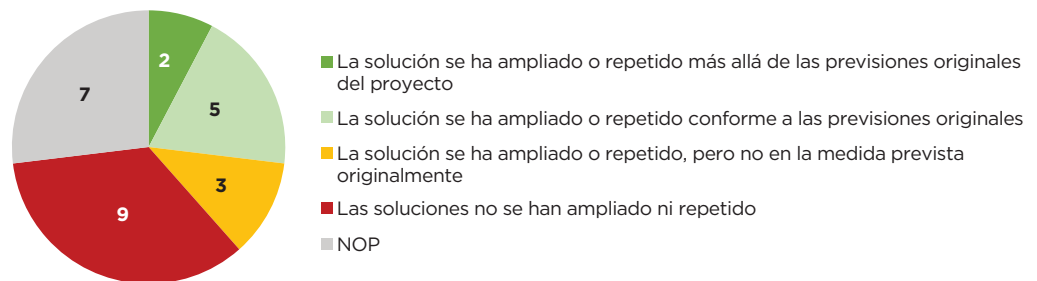 2
5
3
9
7
La solución se ha ampliado o repetido más allá de las previsiones originales
del proyecto
La solución se ha ampliado o repetido conforme a las previsiones originales
La solución se ha ampliado o repetido, pero no en la medida prevista
originalmente
Las soluciones no se han ampliado ni repetido
NOP